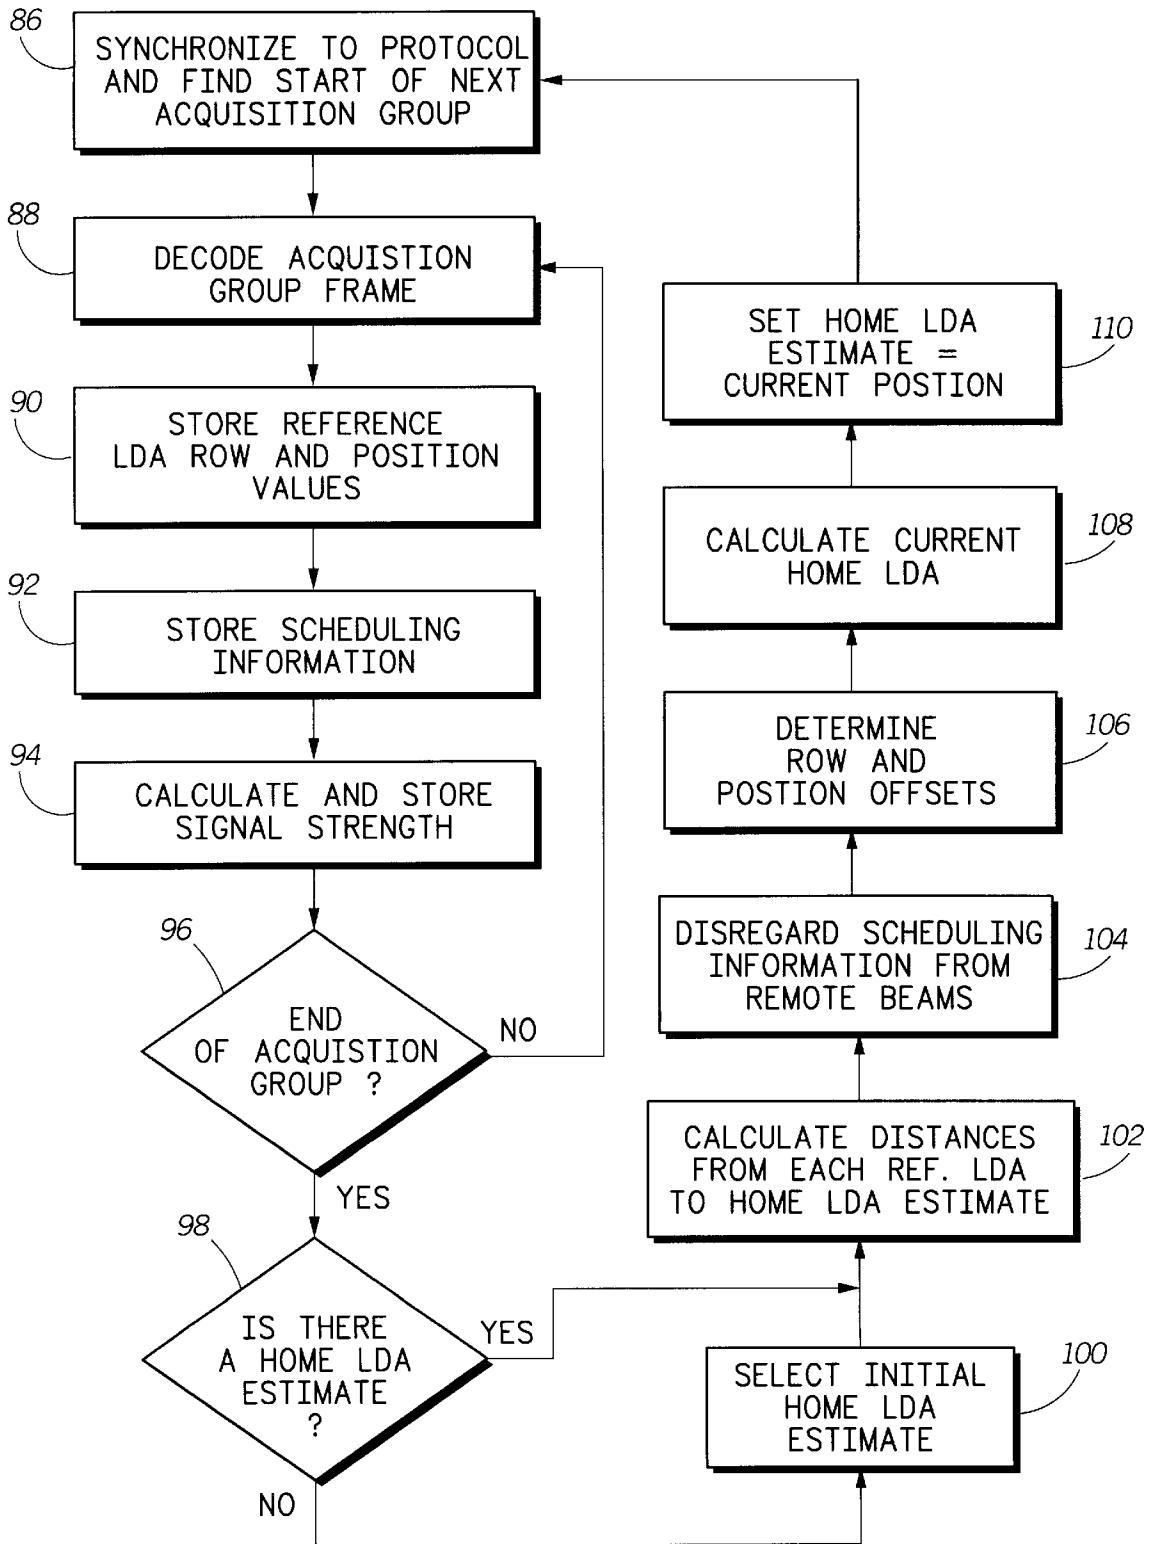 86
SYNCHRONIZE TO PROTOCOL
AND FIND START OF NEXT
ACQUISITION GROUP
88
DECODE ACQUISTION
GROUP FRAME
90
STORE REFERENCE
LDA ROW AND POSITION
VALUES
92
STORE SCHEDULING
INFORMATION
94
CALCULATE AND STORE
SIGNAL STRENGTH
96
END
OF ACQUISTION
GROUP ?
NO
YES
98
IS THERE
A HOME LDA
ESTIMATE
?
YES
NO
100
SELECT INITIAL
HOME LDA
ESTIMATE
102
CALCULATE DISTANCES
FROM EACH REF. LDA
TO HOME LDA ESTIMATE
104
DISREGARD SCHEDULING
INFORMATION FROM
REMOTE BEAMS
106
DETERMINE
ROW AND
POSTION OFFSETS
108
CALCULATE CURRENT
HOME LDA
110
SET HOME LDA
ESTIMATE =
CURRENT POSTION